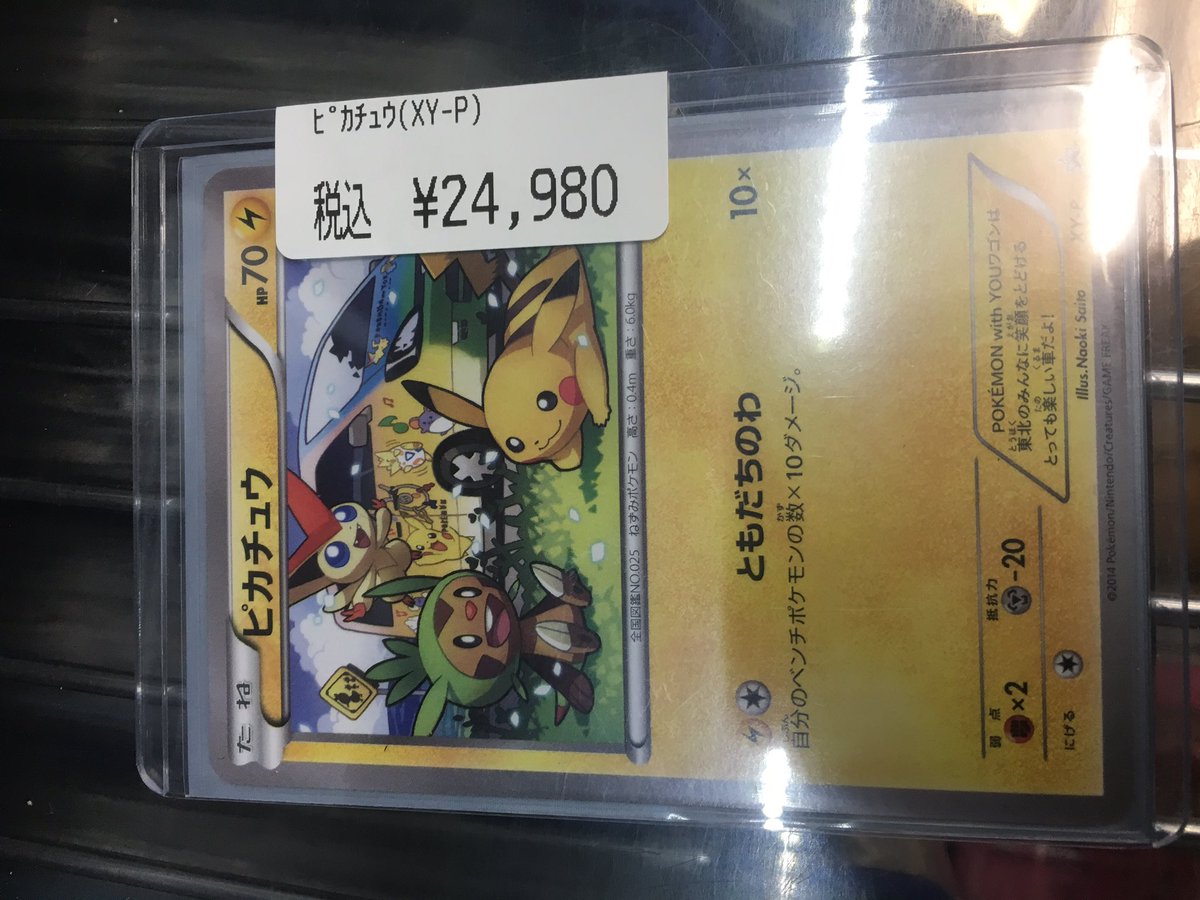 ピカチュウ(XY-P)
税込 ¥24,980
たね
ピカチュウ
HP 70
全国図鑑NO.025 ねずみポケモン 高さ：0.4m 重さ：6.0kg
ともだちのわ 10×
自分のベンチポケモンの数×10ダメージ。
弱点 ×2
抵抗力 -20
にげる
POKÉMON with YOUワゴンは
東北のみんなに笑顔をとどける
とっても楽しい車だよ！
Illus. Naoki Saito
XY-P
©2014 Pokémon/Nintendo/Creatures/GAME FREAK